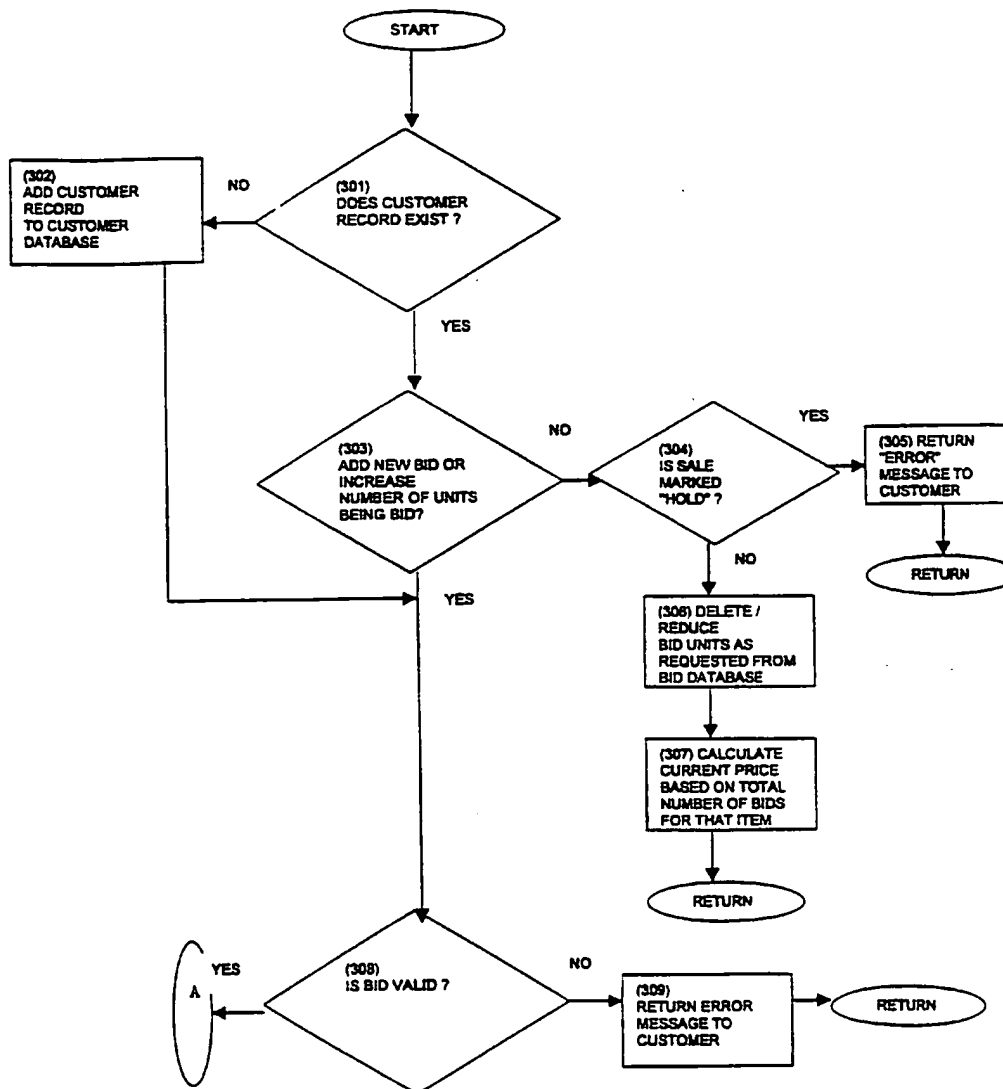 START
(301)
DOES CUSTOMER
RECORD EXIST ?
NO
(302)
ADD CUSTOMER
RECORD
TO CUSTOMER
DATABASE
YES
(303)
ADD NEW BID OR
INCREASE
NUMBER OF UNITS
BEING BID?
NO
(304)
IS SALE
MARKED
"HOLD" ?
YES
(305) RETURN
"ERROR"
MESSAGE TO
CUSTOMER
RETURN
NO
YES
(306) DELETE /
REDUCE
BID UNITS AS
REQUESTED FROM
BID DATABASE
(307) CALCULATE
CURRENT PRICE
BASED ON TOTAL
NUMBER OF BIDS
FOR THAT ITEM
RETURN
(308)
IS BID VALID ?
YES
A
NO
(309)
RETURN ERROR
MESSAGE TO
CUSTOMER
RETURN